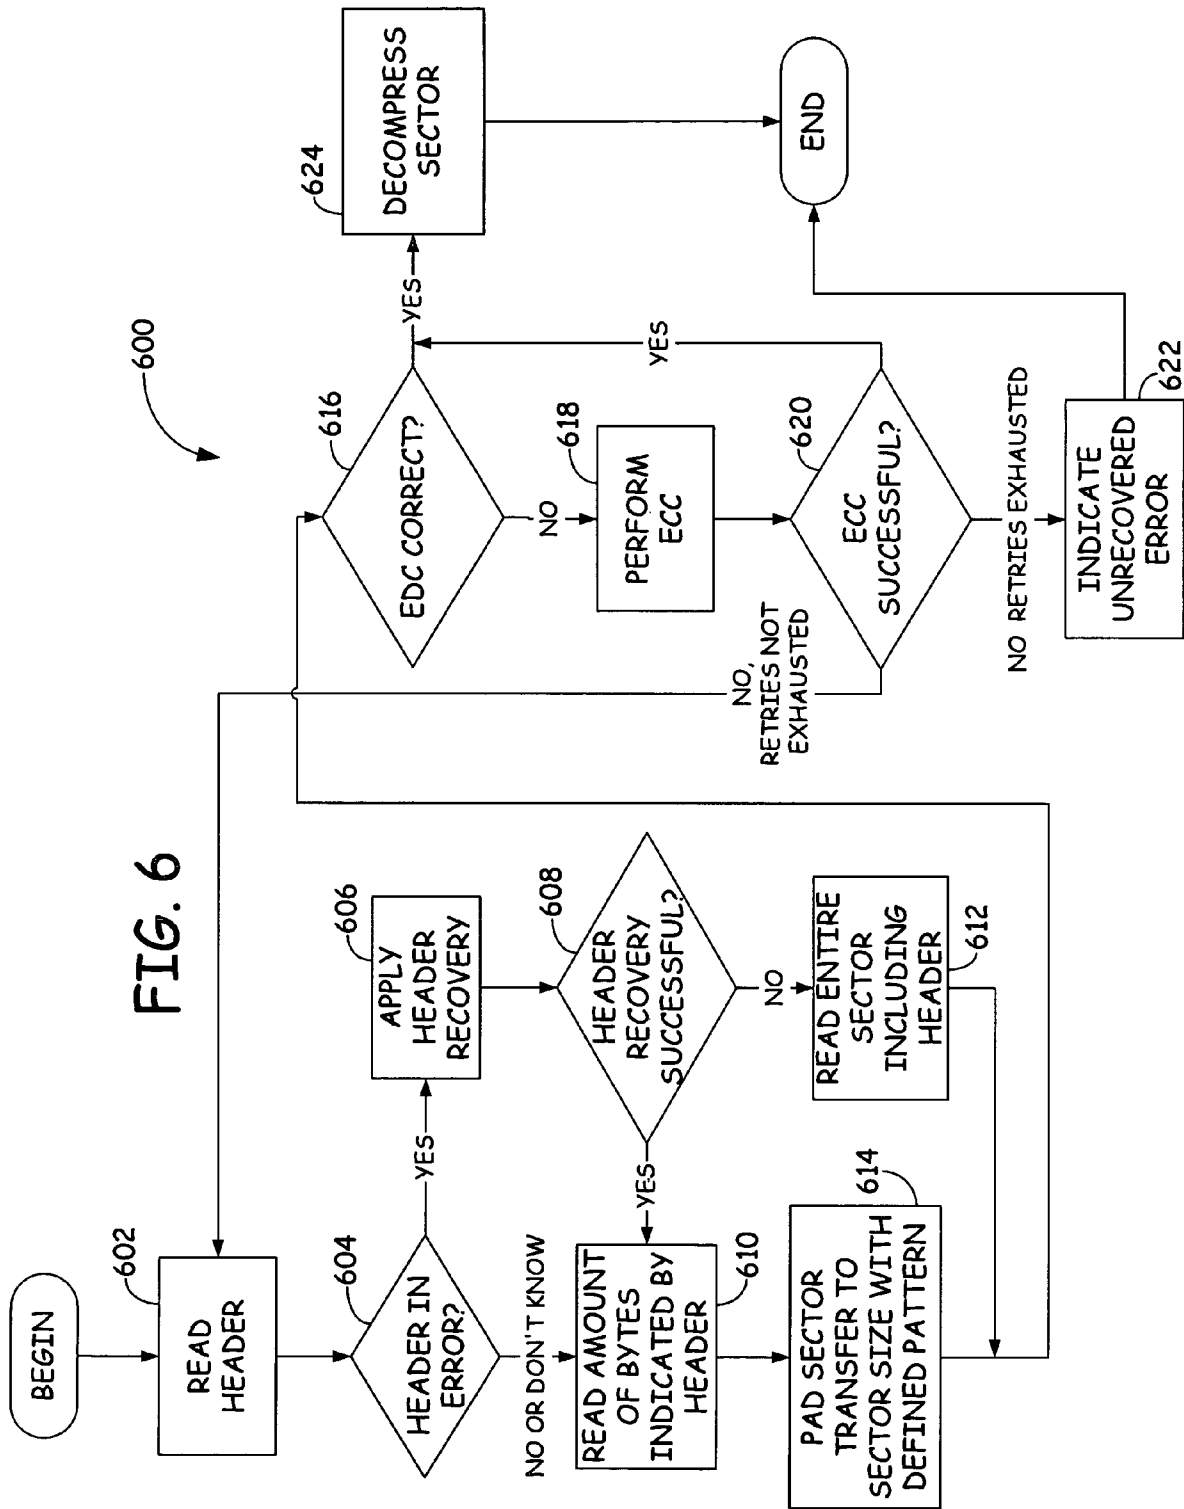 FIG. 6
600
BEGIN
602
READ
HEADER
604
HEADER IN
ERROR?
YES
NO OR DON'T KNOW
606
APPLY
HEADER
RECOVERY
608
HEADER
RECOVERY
SUCCESSFUL?
YES
NO
610
READ AMOUNT
OF BYTES
INDICATED BY
HEADER
612
READ ENTIRE
SECTOR
INCLUDING
HEADER
614
PAD SECTOR
TRANSFER TO
SECTOR SIZE WITH
DEFINED PATTERN
616
EDC CORRECT?
YES
NO
618
PERFORM
ECC
620
ECC
SUCCESSFUL?
YES
NO,
RETRIES NOT
EXHAUSTED
NO RETRIES EXHAUSTED
622
INDICATE
UNRECOVERED
ERROR
624
DECOMPRESS
SECTOR
END